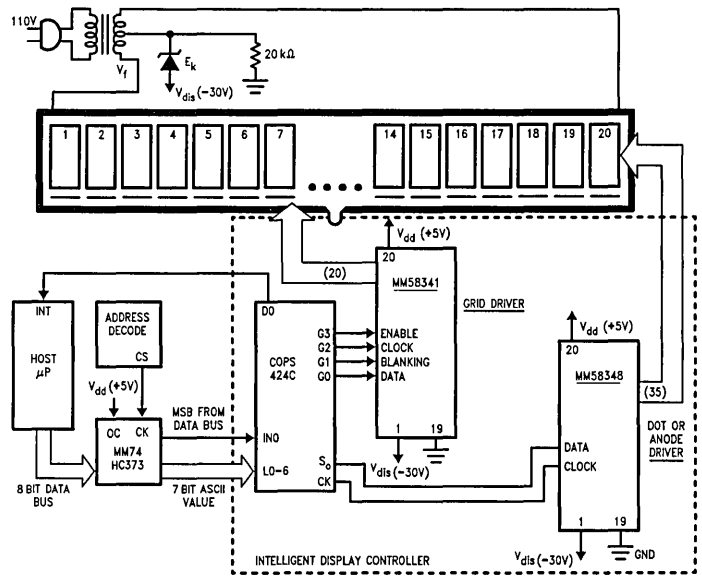 110V
Vf
Ek
20 kΩ
Vdis (−30V)
1 2 3 4 5 6 7 14 15 16 17 18 19 20
(20)
Vdd (+5V)
20
MM58341
GRID DRIVER
G3 ENABLE
G2 CLOCK
G1 BLANKING
G0 DATA
1 19
Vdis (−30V)
INT
HOST
μP
ADDRESS
DECODE
CS
Vdd (+5V)
OC CK
MM74
HC373
8 BIT DATA
BUS
MSB FROM
DATA BUS
7 BIT ASCII
VALUE
DO
COPS
424C
INO
LO-6
So
CK
Vdd (+5V)
20
MM58348
(35)
DOT OR
ANODE
DRIVER
DATA
CLOCK
1 19
GND
Vdis (−30V)
INTELLIGENT DISPLAY CONTROLLER